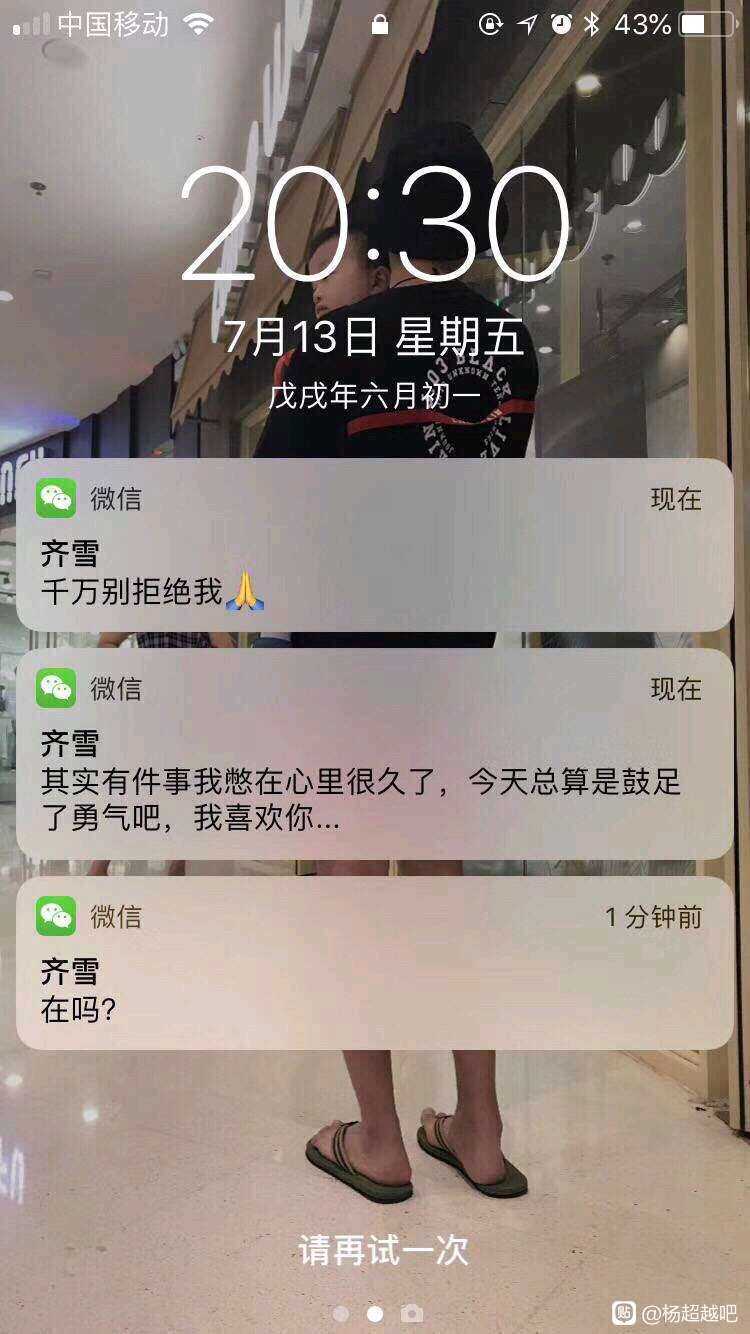 中国移动
43%
20:30
7月13日 星期五
戊戌年六月初一
微信
现在
齐雪
千万别拒绝我🙏
微信
现在
齐雪
其实有件事我憋在心里很久了，今天总算是鼓足
了勇气吧，我喜欢你...
微信
1 分钟前
齐雪
在吗?
请再试一次
贴 @杨超越吧